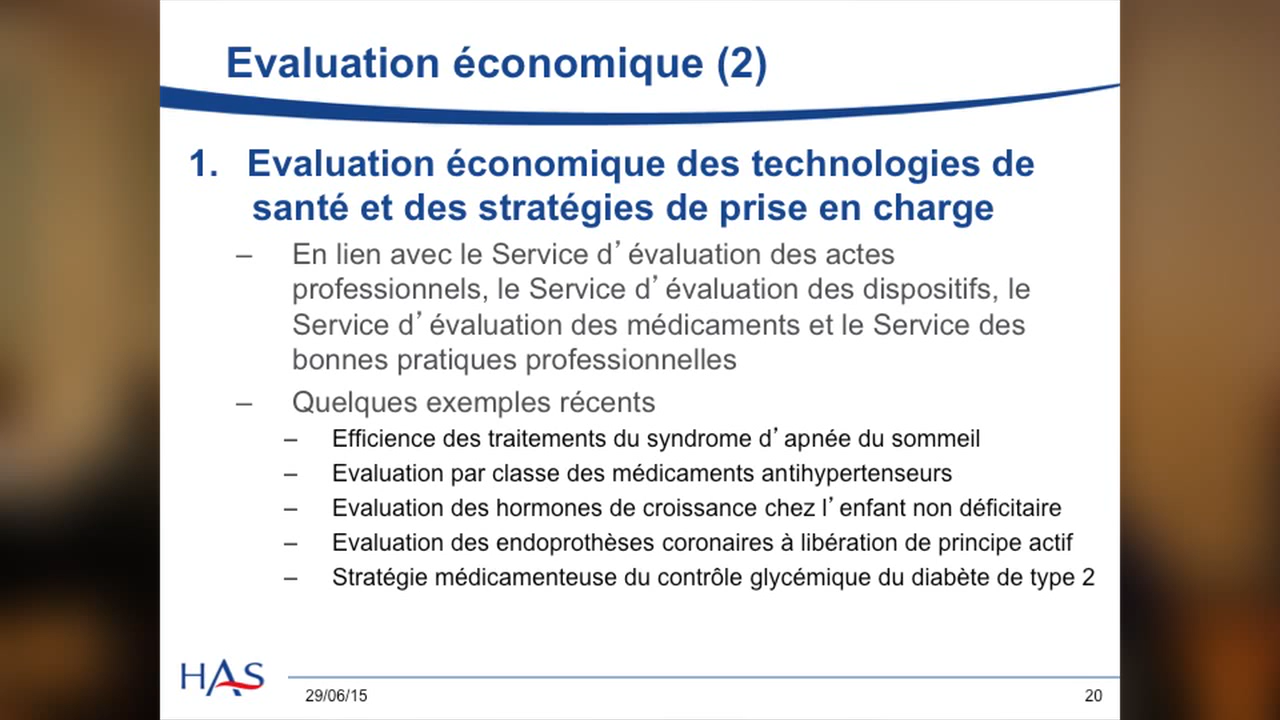 Evaluation économique (2)
1. Evaluation économique des technologies de
santé et des stratégies de prise en charge
– En lien avec le Service d’évaluation des actes
professionnels, le Service d’évaluation des dispositifs, le
Service d’évaluation des médicaments et le Service des
bonnes pratiques professionnelles
– Quelques exemples récents
– Efficience des traitements du syndrome d’apnée du sommeil
– Evaluation par classe des médicaments antihypertenseurs
– Evaluation des hormones de croissance chez l’enfant non déficitaire
– Evaluation des endoprothèses coronaires à libération de principe actif
– Stratégie médicamenteuse du contrôle glycémique du diabète de type 2
HAS
29/06/15
20